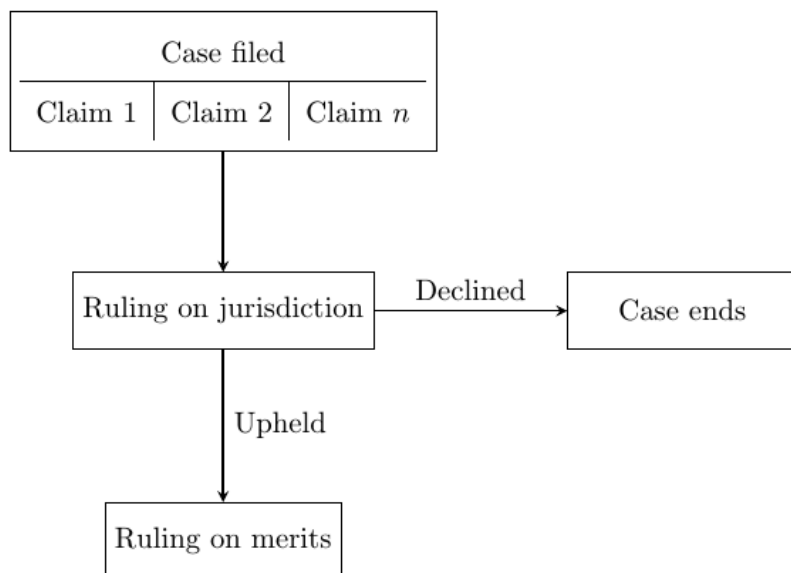 Case filed
Claim 1 Claim 2 Claim n
Ruling on jurisdiction
Declined
Case ends
Upheld
Ruling on merits